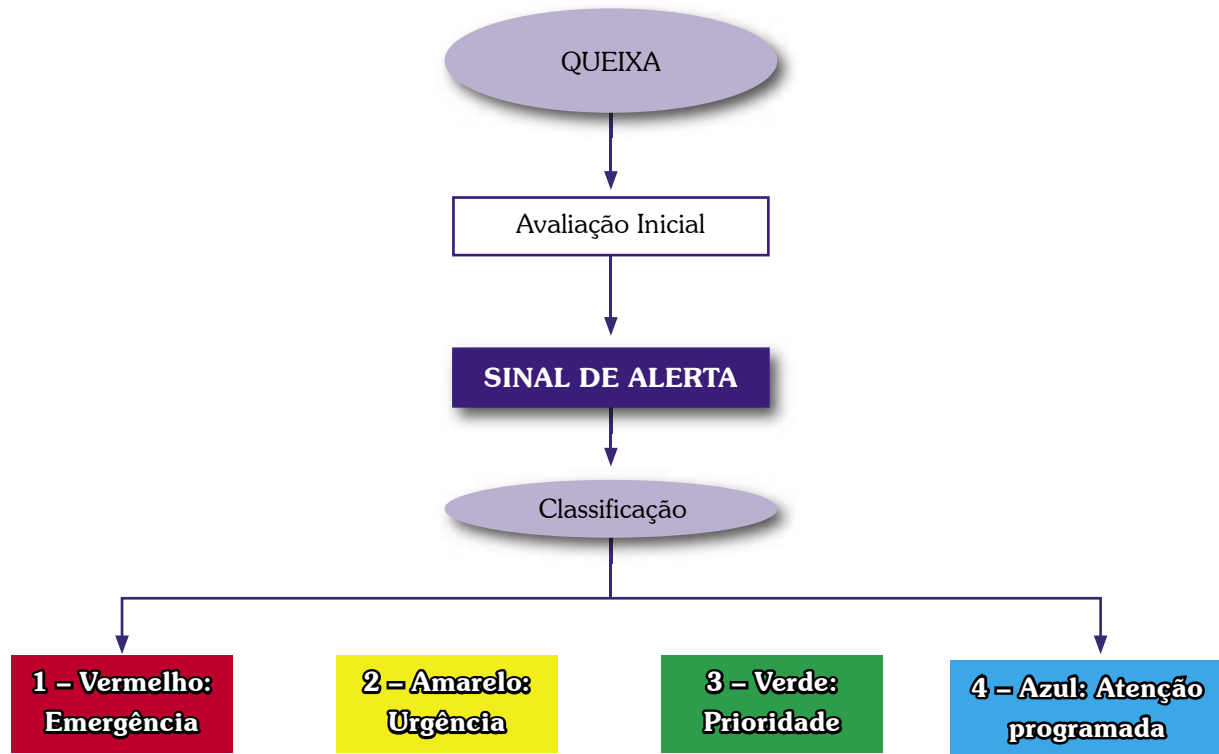 QUEIXA
Avaliação Inicial
SINAL DE ALERTA
Classificação
1 – Vermelho:
Emergência
2 – Amarelo:
Urgência
3 – Verde:
Prioridade
4 – Azul: Atenção
programada